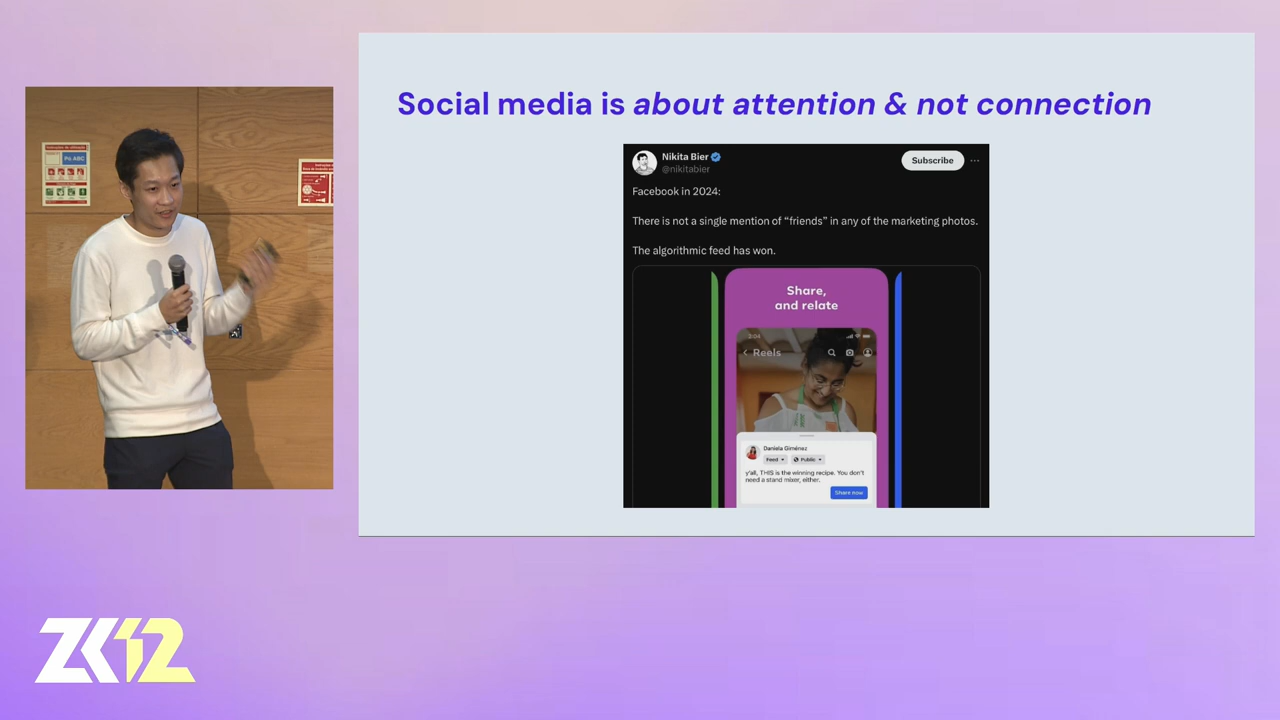 Social media is about attention & not connection
Nikita Bier
@nikitabier
Subscribe
Facebook in 2024:
There is not a single mention of “friends” in any of the marketing photos.
The algorithmic feed has won.
Share,
and relate
Reels
Daniela Giménez
Feed
Public
y'all, THIS is the winning recipe. You don't
need a stand mixer, either.
Share now
Pó ABC
ZK12